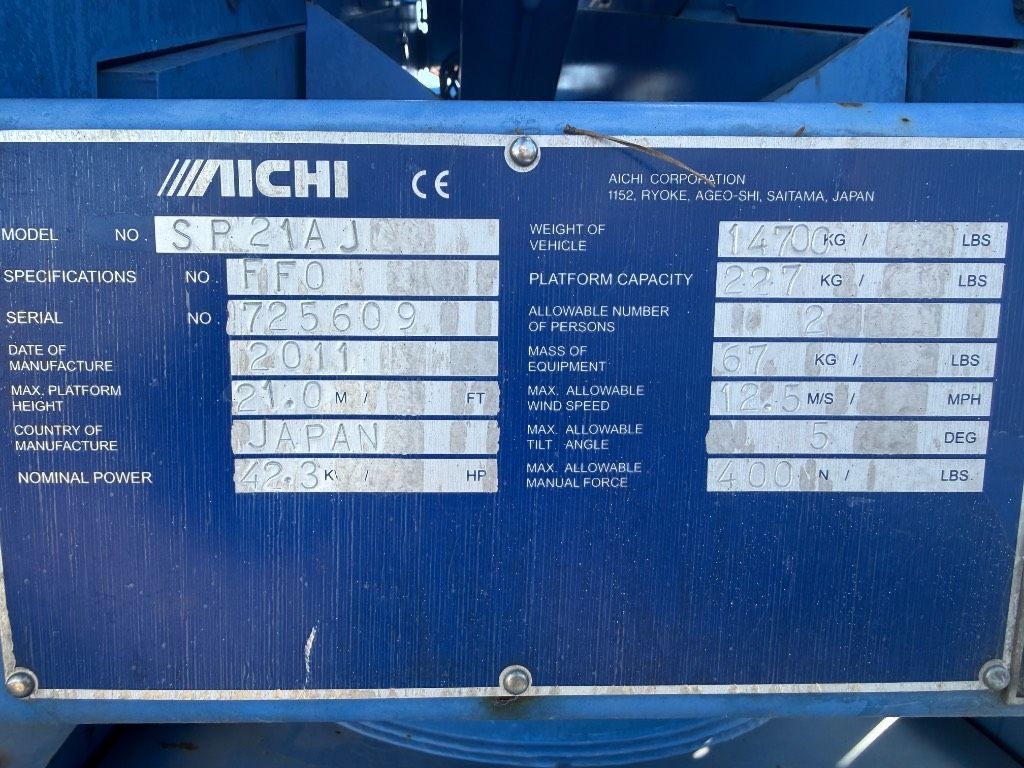 AICHI CE
AICHI CORPORATION
1152, RYOKE, AGEO-SHI, SAITAMA, JAPAN
MODEL NO. SP21AJ
SPECIFICATIONS NO. FFO
SERIAL NO. 725609
DATE OF
MANUFACTURE 2011
MAX. PLATFORM
HEIGHT 21.0 M / FT
COUNTRY OF
MANUFACTURE JAPAN
NOMINAL POWER 42.3 K / HP
WEIGHT OF
VEHICLE 14700 KG / LBS
PLATFORM CAPACITY 227 KG / LBS
ALLOWABLE NUMBER
OF PERSONS 2
MASS OF
EQUIPMENT 67 KG / LBS
MAX. ALLOWABLE
WIND SPEED 12.5 M/S / MPH
MAX. ALLOWABLE
TILT ANGLE 5 DEG
MAX. ALLOWABLE
MANUAL FORCE 400 N / LBS.